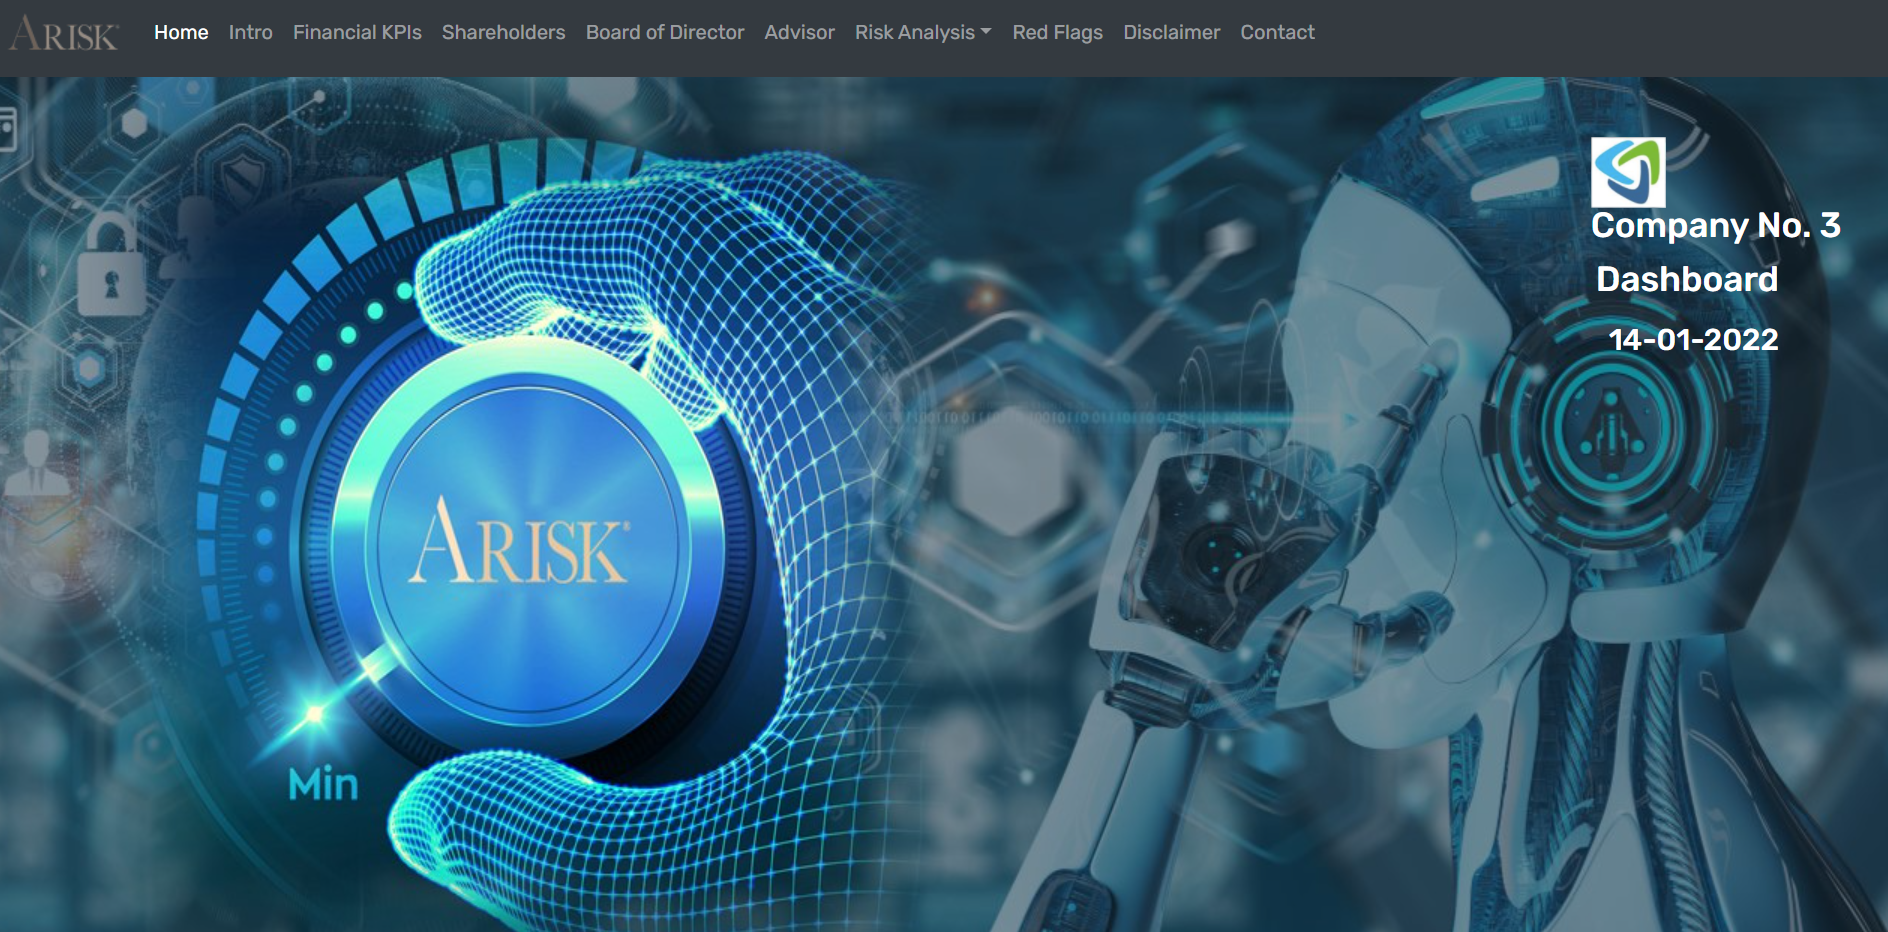 ARISK®
Home Intro Financial KPIs Shareholders Board of Director Advisor Risk Analysis Red Flags Disclaimer Contact
Company No. 3
Dashboard
14-01-2022
ARISK®
Min